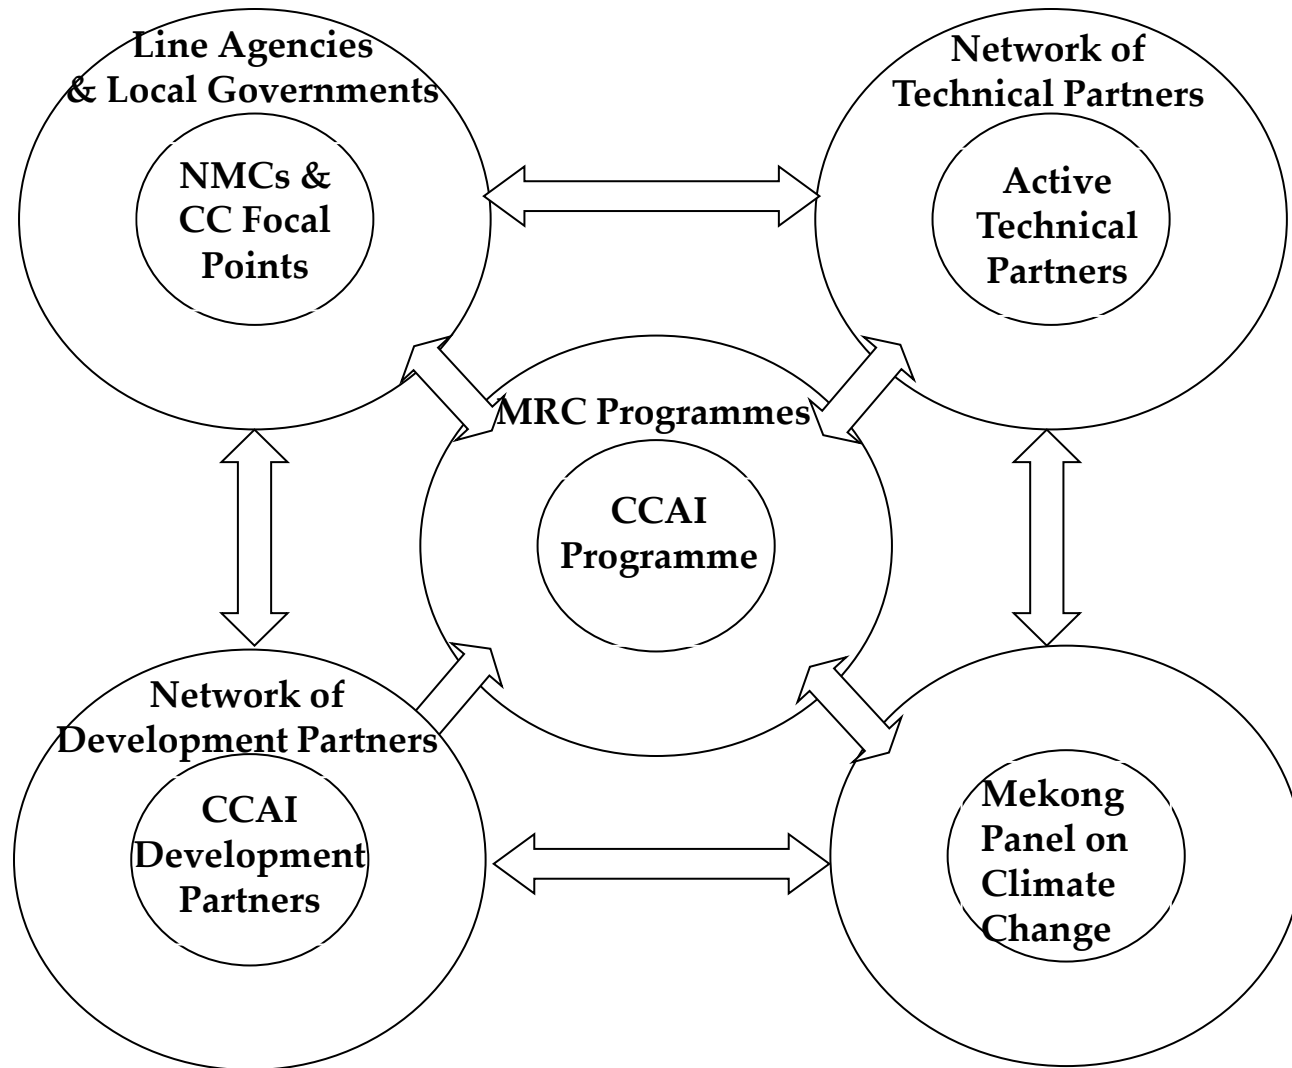 Line Agencies
& Local Governments
NMCs &
CC Focal
Points
Network of
Technical Partners
Active
Technical
Partners
MRC Programmes
CCAI
Programme
Network of
Development Partners
CCAI
Development
Partners
Mekong
Panel on
Climate
Change